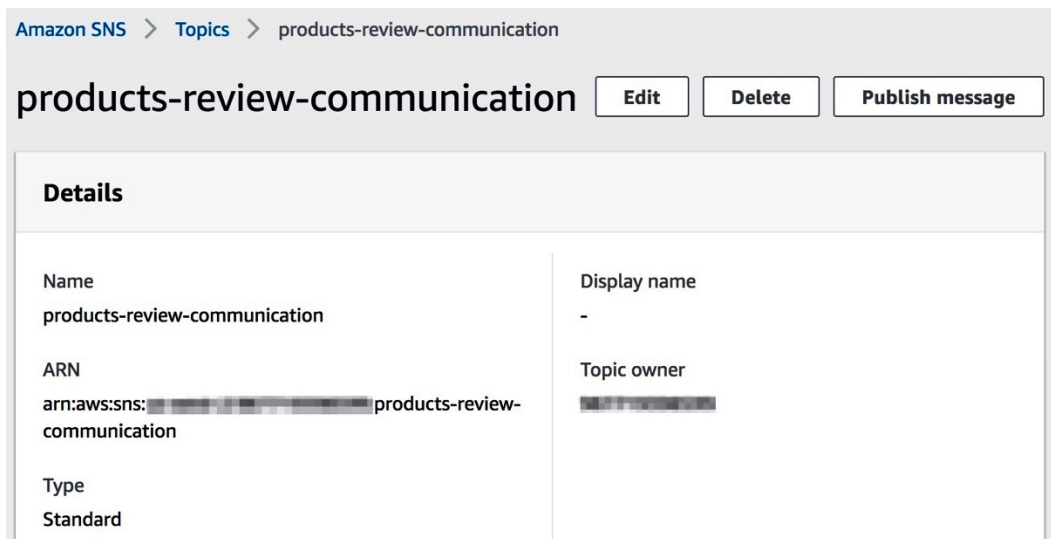 Amazon SNS > Topics > products-review-communication
products-review-communication Edit Delete Publish message
Details
Name
products-review-communication
Display name
-
ARN
arn:aws:sns: products-review-
communication
Topic owner
Type
Standard